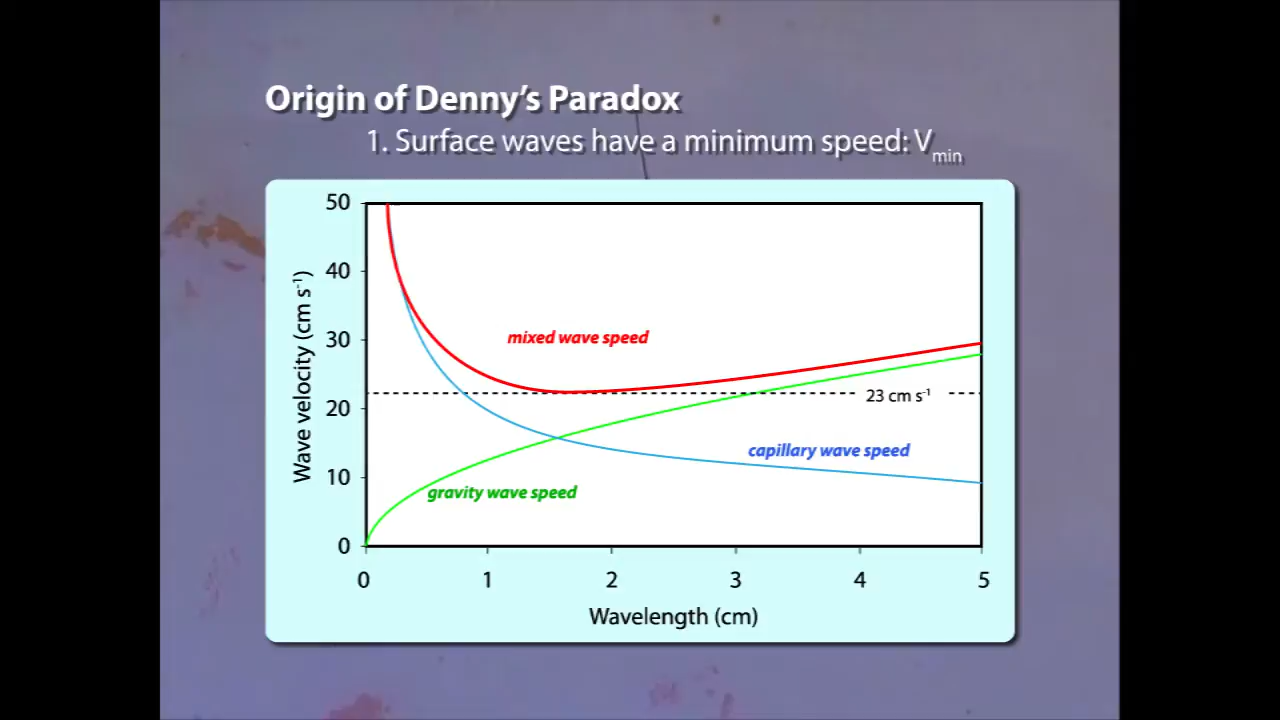 Origin of Denny's Paradox
1. Surface waves have a minimum speed: Vmin
50
40
30
20
10
0
Wave velocity (cm s-1)
mixed wave speed
23 cm s-1
capillary wave speed
gravity wave speed
0 1 2 3 4 5
Wavelength (cm)